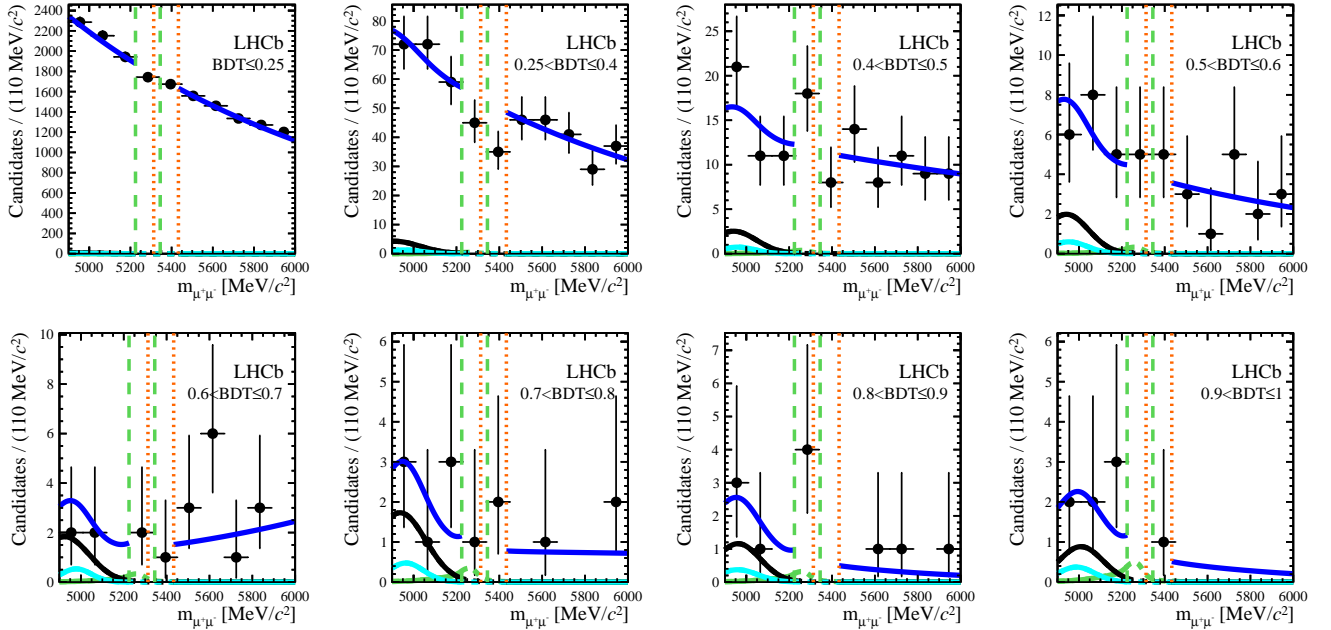 Candidates / (110 MeV/c²)
2400
2200
2000
1800
1600
1400
1200
1000
800
600
400
200
0
LHCb
BDT≤0.25
5000 5200 5400 5600 5800 6000
m_μ⁺μ⁻ [MeV/c²]
Candidates / (110 MeV/c²)
80
70
60
50
40
30
20
10
0
LHCb
0.25<BDT≤0.4
5000 5200 5400 5600 5800 6000
m_μ⁺μ⁻ [MeV/c²]
Candidates / (110 MeV/c²)
25
20
15
10
5
0
LHCb
0.4<BDT≤0.5
5000 5200 5400 5600 5800 6000
m_μ⁺μ⁻ [MeV/c²]
Candidates / (110 MeV/c²)
12
10
8
6
4
2
0
LHCb
0.5<BDT≤0.6
5000 5200 5400 5600 5800 6000
m_μ⁺μ⁻ [MeV/c²]
Candidates / (110 MeV/c²)
10
8
6
4
2
0
LHCb
0.6<BDT≤0.7
5000 5200 5400 5600 5800 6000
m_μ⁺μ⁻ [MeV/c²]
Candidates / (110 MeV/c²)
6
5
4
3
2
1
0
LHCb
0.7<BDT≤0.8
5000 5200 5400 5600 5800 6000
m_μ⁺μ⁻ [MeV/c²]
Candidates / (110 MeV/c²)
7
6
5
4
3
2
1
0
LHCb
0.8<BDT≤0.9
5000 5200 5400 5600 5800 6000
m_μ⁺μ⁻ [MeV/c²]
Candidates / (110 MeV/c²)
6
5
4
3
2
1
0
LHCb
0.9<BDT≤1
5000 5200 5400 5600 5800 6000
m_μ⁺μ⁻ [MeV/c²]